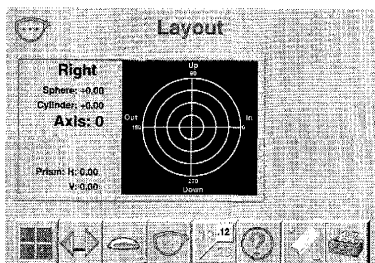 Layout
Right
Sphere: +0.00
Cylinder: +0.00
Axis: 0
Prism: H: 0.00
V: 0.00
Up
90
Out
180
In
0
270
Down
.12
?